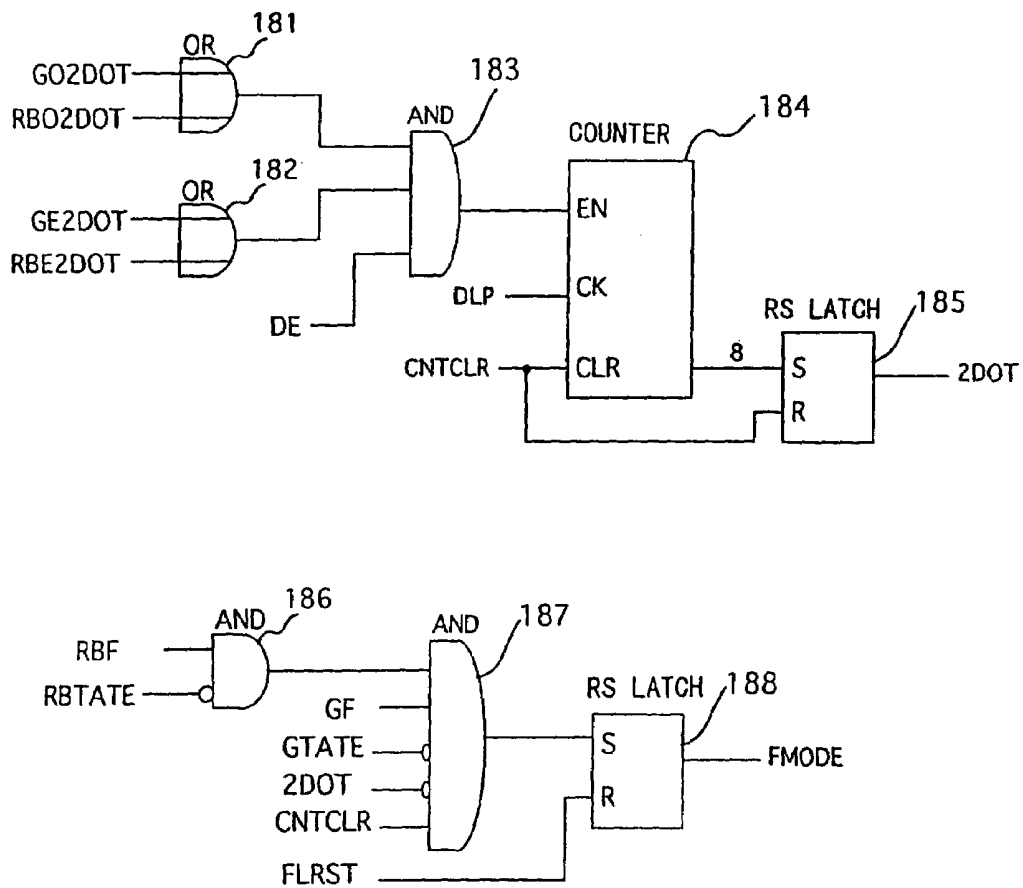 181
OR
GO2DOT
RBO2DOT
183
AND
184
COUNTER
182
OR
GE2DOT
RBE2DOT
EN
DE
DLP
CK
RS LATCH
185
CNTCLR
CLR
8
S
2DOT
R
AND
186
AND
187
RBF
RBTATE
RS LATCH
188
GF
GTATE
S
FMODE
2DOT
R
CNTCLR
FLRST